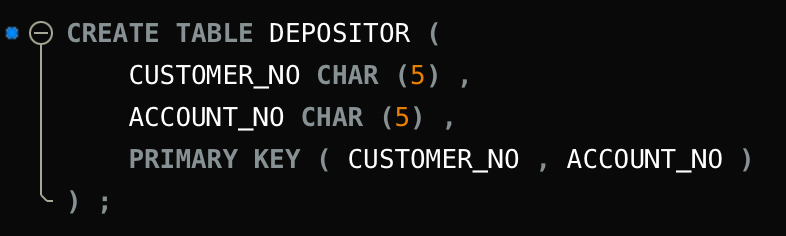 CREATE TABLE DEPOSITOR (
CUSTOMER_NO CHAR (5) ,
ACCOUNT_NO CHAR (5) ,
PRIMARY KEY ( CUSTOMER_NO , ACCOUNT_NO )
) ;